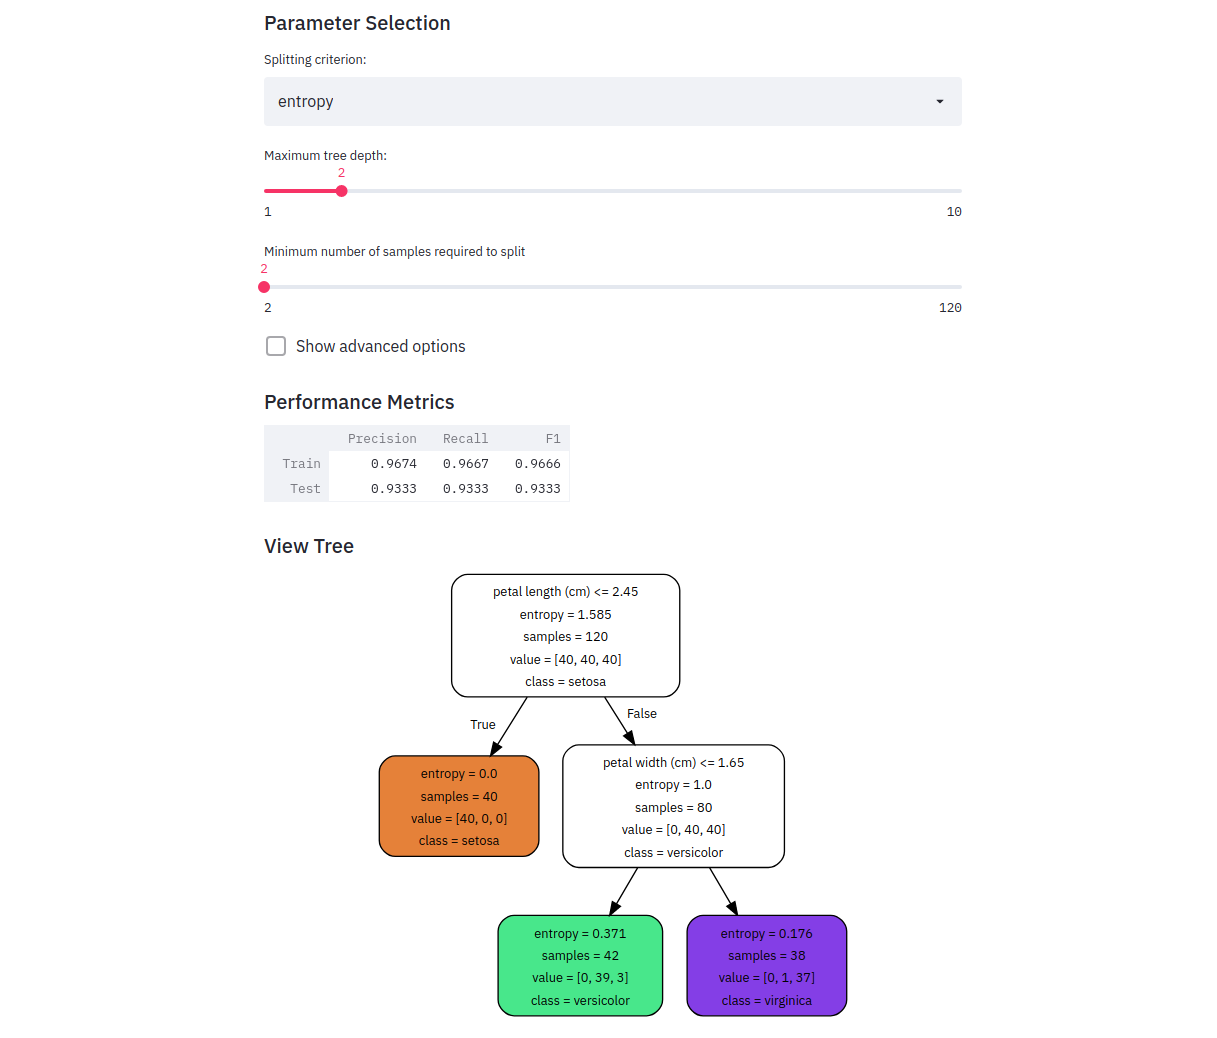 Parameter Selection
Splitting criterion:
entropy
Maximum tree depth:
2
1 10
Minimum number of samples required to split
2
2 120
Show advanced options
Performance Metrics
Precision Recall F1
Train 0.9674 0.9667 0.9666
Test 0.9333 0.9333 0.9333
View Tree
petal length (cm) <= 2.45
entropy = 1.585
samples = 120
value = [40, 40, 40]
class = setosa
True
False
entropy = 0.0
samples = 40
value = [40, 0, 0]
class = setosa
petal width (cm) <= 1.65
entropy = 1.0
samples = 80
value = [0, 40, 40]
class = versicolor
entropy = 0.371
samples = 42
value = [0, 39, 3]
class = versicolor
entropy = 0.176
samples = 38
value = [0, 1, 37]
class = virginica